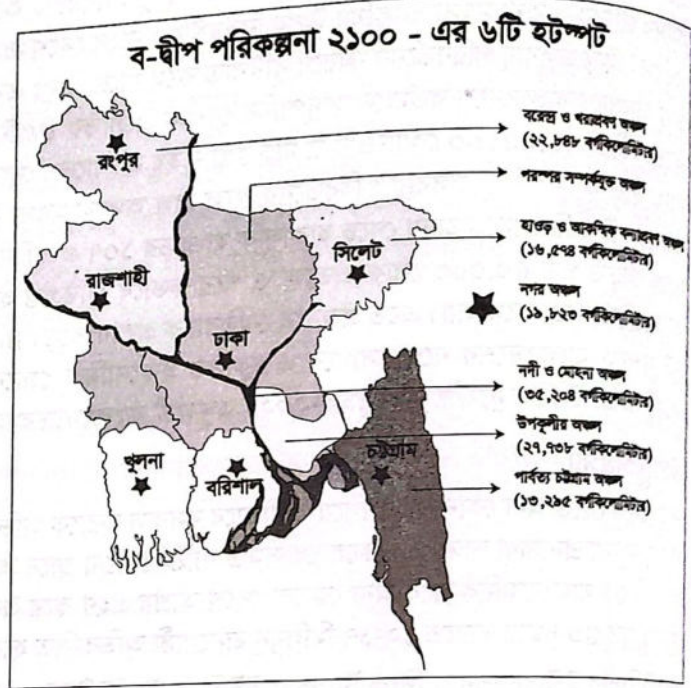 ব-দ্বীপ পরিকল্পনা ২১০০ - এর ৬টি হটস্পট
বরেন্দ্র ও খরাপ্রবণ অঞ্চল
(২২,৮৪৮ বর্গকিলোমিটার)
রংপুর
পরস্পর সম্পর্কযুক্ত অঞ্চল
হাওড় ও আকস্মিক বন্যাপ্রবণ অঞ্চল
(১৬,৫৭৪ বর্গকিলোমিটার)
সিলেট
রাজশাহী
নগর অঞ্চল
(১৯,৮২৩ বর্গকিলোমিটার)
ঢাকা
নদী ও মোহনা অঞ্চল
(৩৫,২০৪ বর্গকিলোমিটার)
উপকূলীয় অঞ্চল
(২৭,৭৩৮ বর্গকিলোমিটার)
খুলনা
বরিশাল
চট্টগ্রাম
পার্বত্য চট্টগ্রাম অঞ্চল
(১৩,২৯৫ বর্গকিলোমিটার)